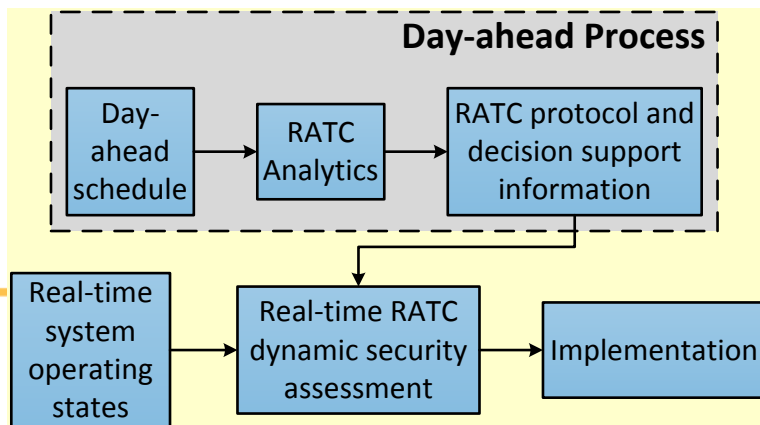 Day-ahead Process
Day-
ahead
schedule
RATC
Analytics
RATC protocol and
decision support
information
Real-time
system
operating
states
Real-time RATC
dynamic security
assessment
Implementation